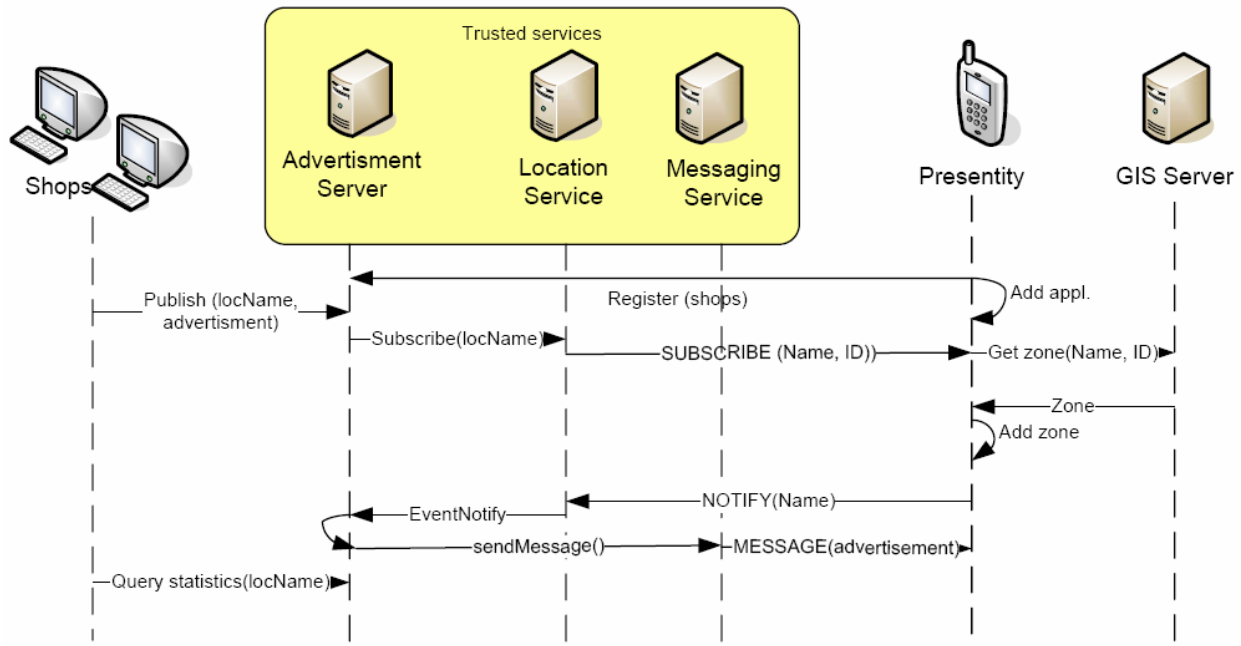 Trusted services
Shops
Advertisment
Server
Location
Service
Messaging
Service
Presentity
GIS Server
Register (shops)
Add appl.
Publish (locName,
advertisment)
Subscribe(locName)
SUBSCRIBE (Name, ID))
Get zone(Name, ID)
Zone
Add zone
NOTIFY(Name)
EventNotify
sendMessage()
MESSAGE(advertisement)
Query statistics(locName)